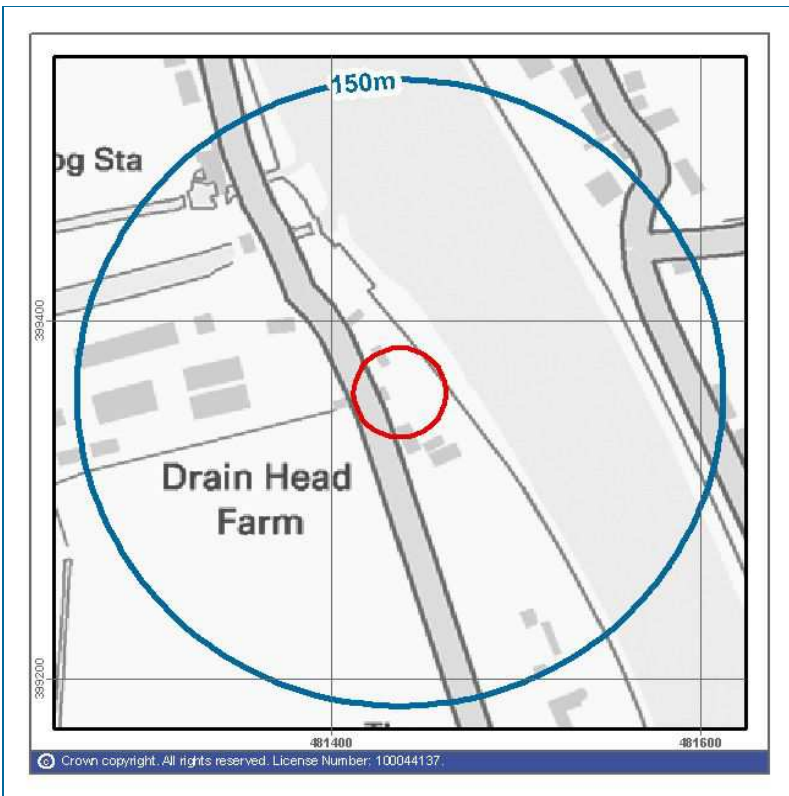 150m
og Sta
399400
Drain Head
Farm
399200
481400
481600
© Crown copyright. All rights reserved. License Number: 100044137.